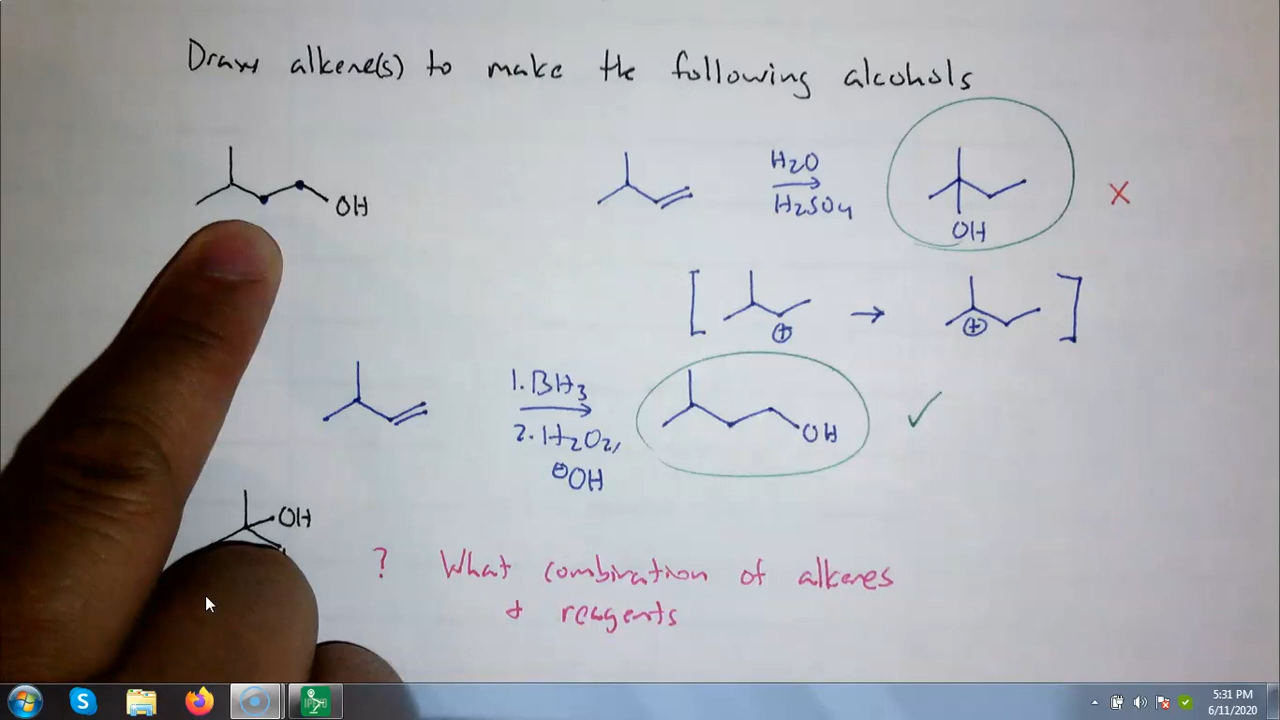 Draw alkene(s) to make the following alcohols
OH
H2O
H2SO4
OH
X
⊕
→
⊕
1. BH3
2. H2O2,
⊖OH
OH
✓
OH
? What combination of alkenes
+ reagents
5:31 PM
6/11/2020